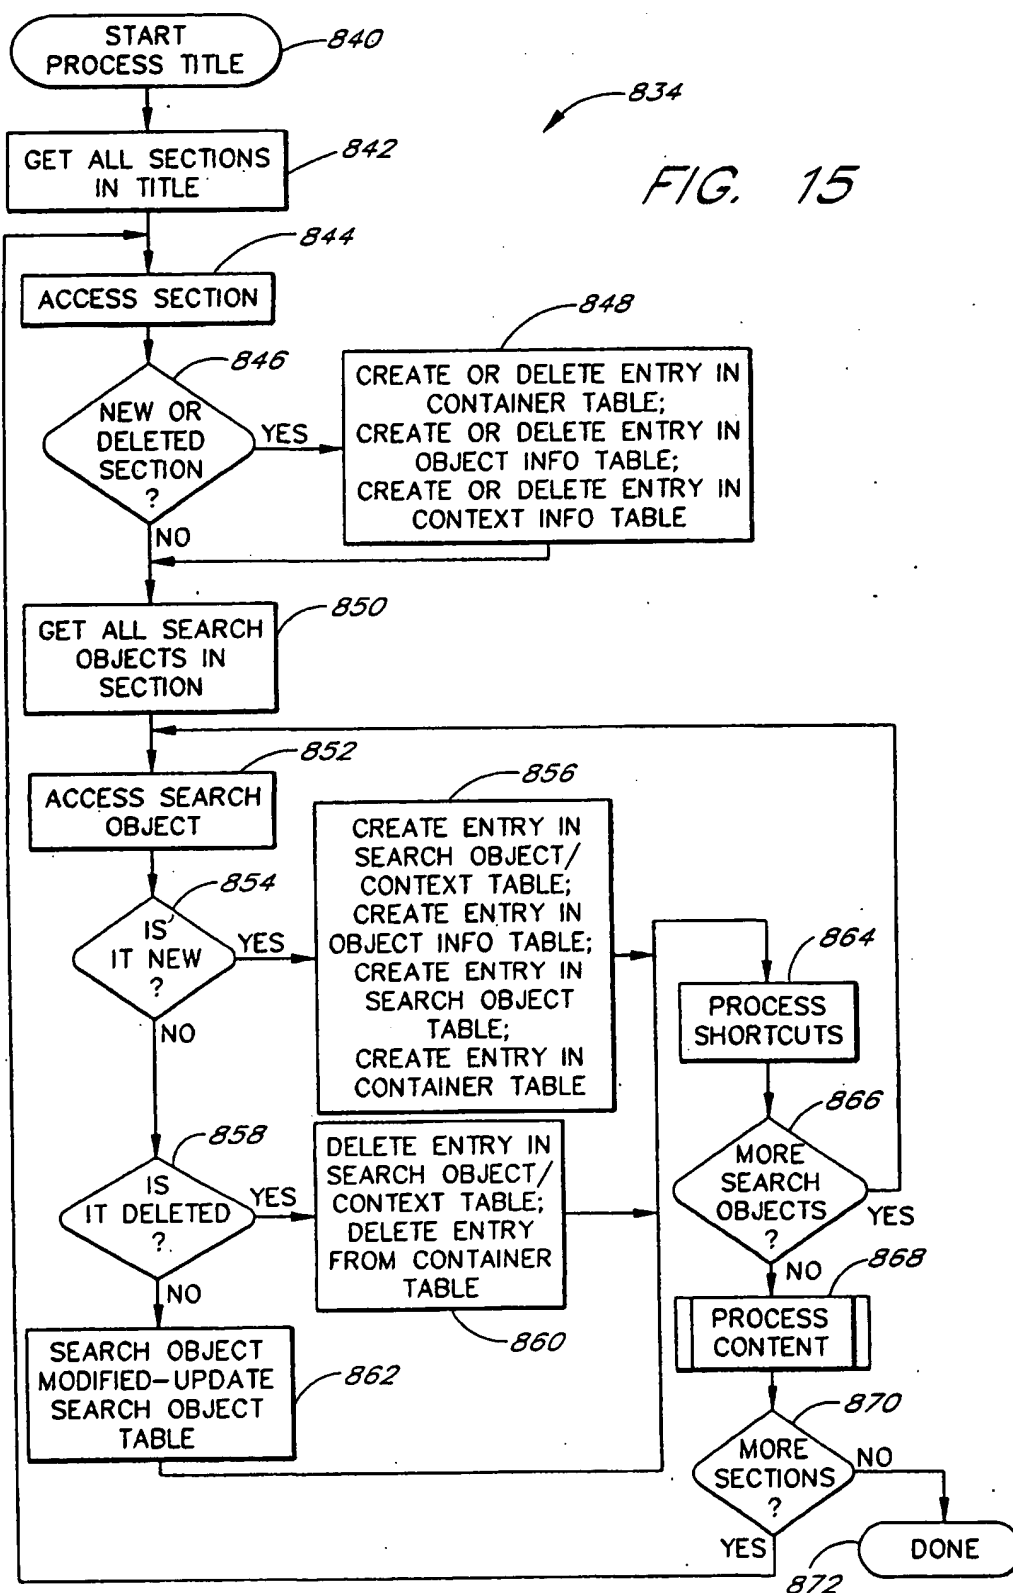 START
PROCESS TITLE
840
834
FIG. 15
GET ALL SECTIONS
IN TITLE
842
844
ACCESS SECTION
846
NEW OR
DELETED
SECTION
?
YES
NO
848
CREATE OR DELETE ENTRY IN
CONTAINER TABLE;
CREATE OR DELETE ENTRY IN
OBJECT INFO TABLE;
CREATE OR DELETE ENTRY IN
CONTEXT INFO TABLE
850
GET ALL SEARCH
OBJECTS IN
SECTION
852
ACCESS SEARCH
OBJECT
854
IS
IT NEW
?
YES
NO
856
CREATE ENTRY IN
SEARCH OBJECT/
CONTEXT TABLE;
CREATE ENTRY IN
OBJECT INFO TABLE;
CREATE ENTRY IN
SEARCH OBJECT
TABLE;
CREATE ENTRY IN
CONTAINER TABLE
858
IS
IT DELETED
?
YES
NO
DELETE ENTRY IN
SEARCH OBJECT/
CONTEXT TABLE;
DELETE ENTRY
FROM CONTAINER
TABLE
860
SEARCH OBJECT
MODIFIED-UPDATE
SEARCH OBJECT
TABLE
862
864
PROCESS
SHORTCUTS
866
MORE
SEARCH
OBJECTS
?
YES
NO
868
PROCESS
CONTENT
870
MORE
SECTIONS
?
NO
YES
DONE
872